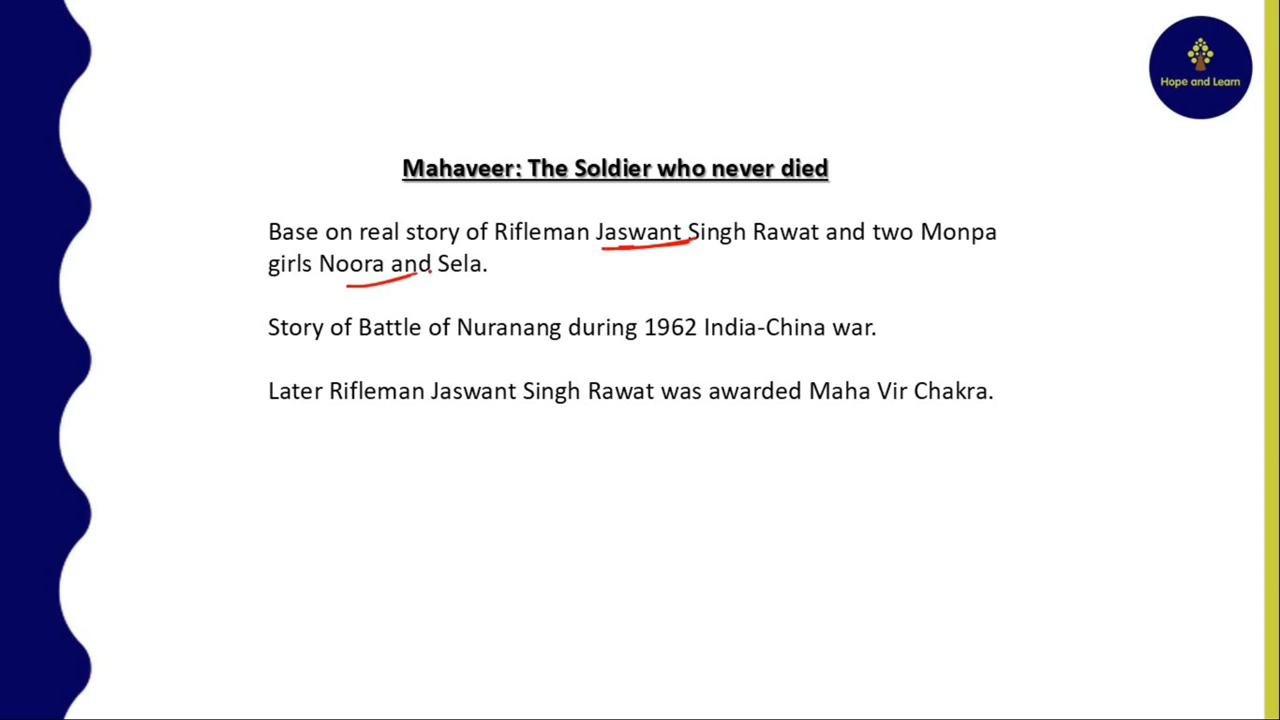 Hope and Learn
Mahaveer: The Soldier who never died
Base on real story of Rifleman Jaswant Singh Rawat and two Monpa
girls Noora and Sela.
Story of Battle of Nuranang during 1962 India-China war.
Later Rifleman Jaswant Singh Rawat was awarded Maha Vir Chakra.